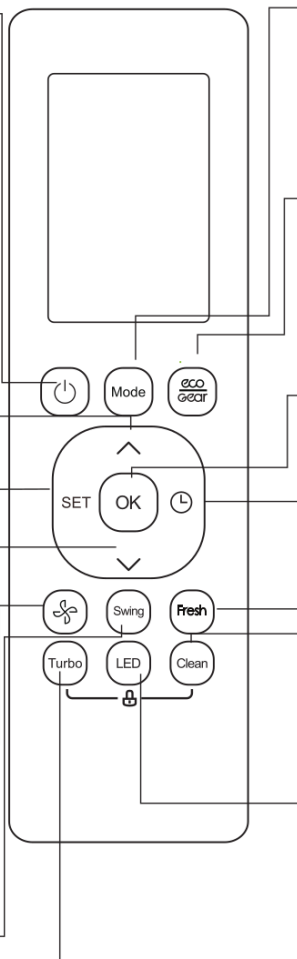 Mode
eco
Gear
SET
OK
Swing
Fresh
Turbo
LED
Clean